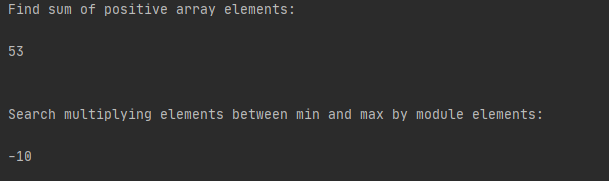 Find sum of positive array elements:
53
Search multiplying elements between min and max by module elements:
-10